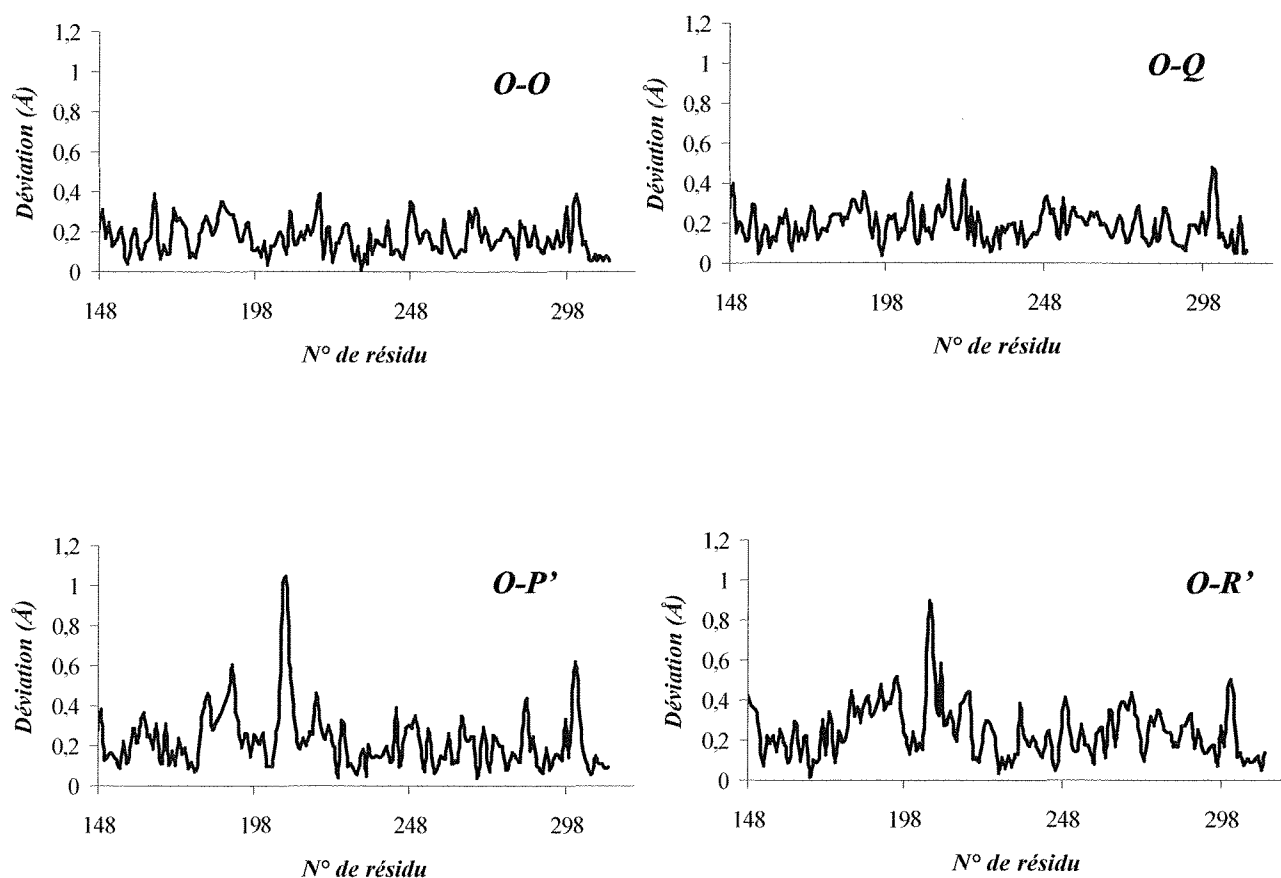 1,2
1
0,8
0,6
0,4
0,2
0
Déviation (Å)
O-O
148 198 248 298
N° de résidu
1,2
1
0,8
0,6
0,4
0,2
0
Déviation (Å)
O-Q
148 198 248 298
N° de résidu
1,2
1
0,8
0,6
0,4
0,2
0
Déviation (Å)
O-P’
148 198 248 298
N° de résidu
1,2
1
0,8
0,6
0,4
0,2
0
Déviation (Å)
O-R’
148 198 248 298
N° de résidu